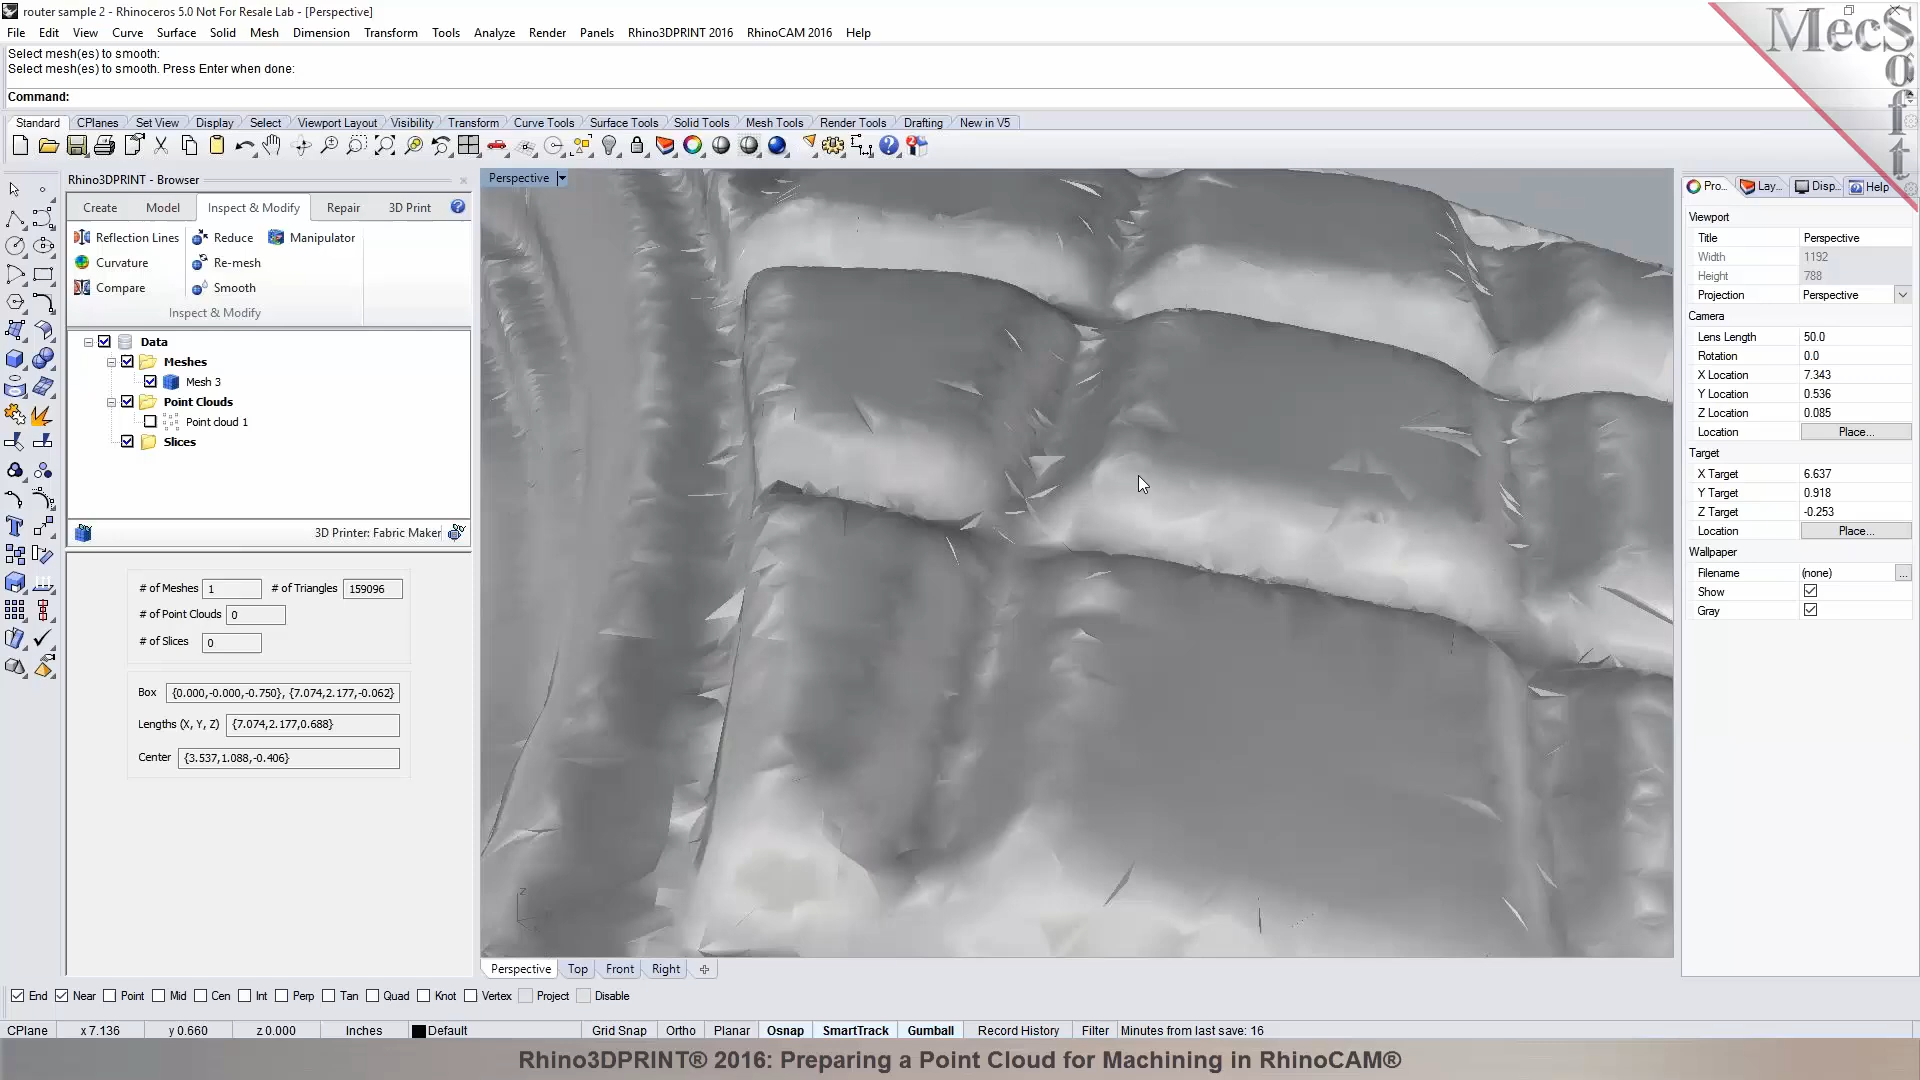 router sample 2 - Rhinoceros 5.0 Not For Resale Lab - [Perspective]
File Edit View Curve Surface Solid Mesh Dimension Transform Tools Analyze Render Panels Rhino3DPRINT 2016 RhinoCAM 2016 Help
MecSoft
Select mesh(es) to smooth:
Select mesh(es) to smooth. Press Enter when done:
Command:
Standard CPlanes Set View Display Select Viewport Layout Visibility Transform Curve Tools Surface Tools Solid Tools Mesh Tools Render Tools Drafting New in V5
Rhino3DPRINT - Browser
Create Model Inspect & Modify Repair 3D Print
Reflection Lines Reduce Manipulator
Curvature Re-mesh
Compare Smooth
Inspect & Modify
Data
Meshes
Mesh 3
Point Clouds
Point cloud 1
Slices
3D Printer: Fabric Maker
# of Meshes 1 # of Triangles 159096
# of Point Clouds 0
# of Slices 0
Box {0.000,-0.000,-0.750}, {7.074,2.177,-0.062}
Lengths (X, Y, Z) {7.074,2.177,0.688}
Center {3.537,1.088,-0.406}
Perspective
z
Perspective Top Front Right
Pro... Lay... Disp... Help
Viewport
Title Perspective
Width 1192
Height 788
Projection Perspective
Camera
Lens Length 50.0
Rotation 0.0
X Location 7.343
Y Location 0.536
Z Location 0.085
Location Place...
Target
X Target 6.637
Y Target 0.918
Z Target -0.253
Location Place...
Wallpaper
Filename (none) ...
Show
Gray
End Near Point Mid Cen Int Perp Tan Quad Knot Vertex Project Disable
CPlane x 7.136 y 0.660 z 0.000 Inches Default Grid Snap Ortho Planar Osnap SmartTrack Gumball Record History Filter Minutes from last save: 16
Rhino3DPRINT® 2016: Preparing a Point Cloud for Machining in RhinoCAM®